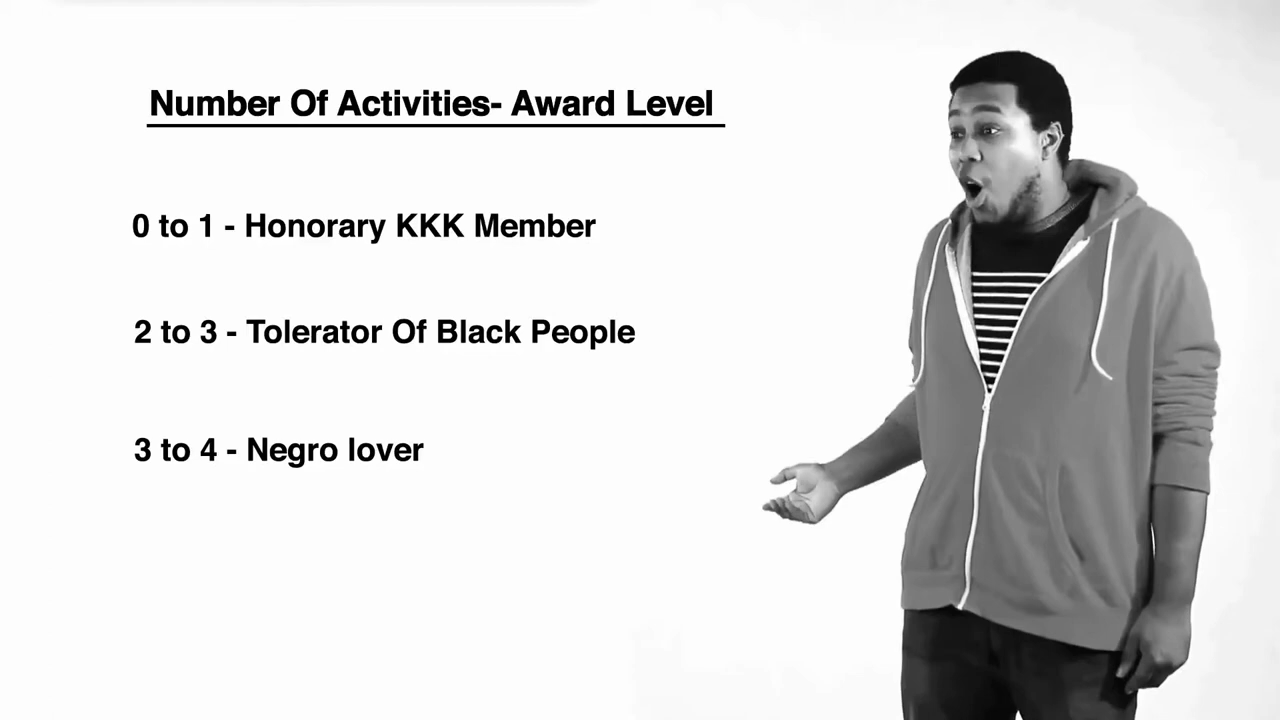 Number Of Activities- Award Level
0 to 1 - Honorary KKK Member
2 to 3 - Tolerator Of Black People
3 to 4 - Negro lover